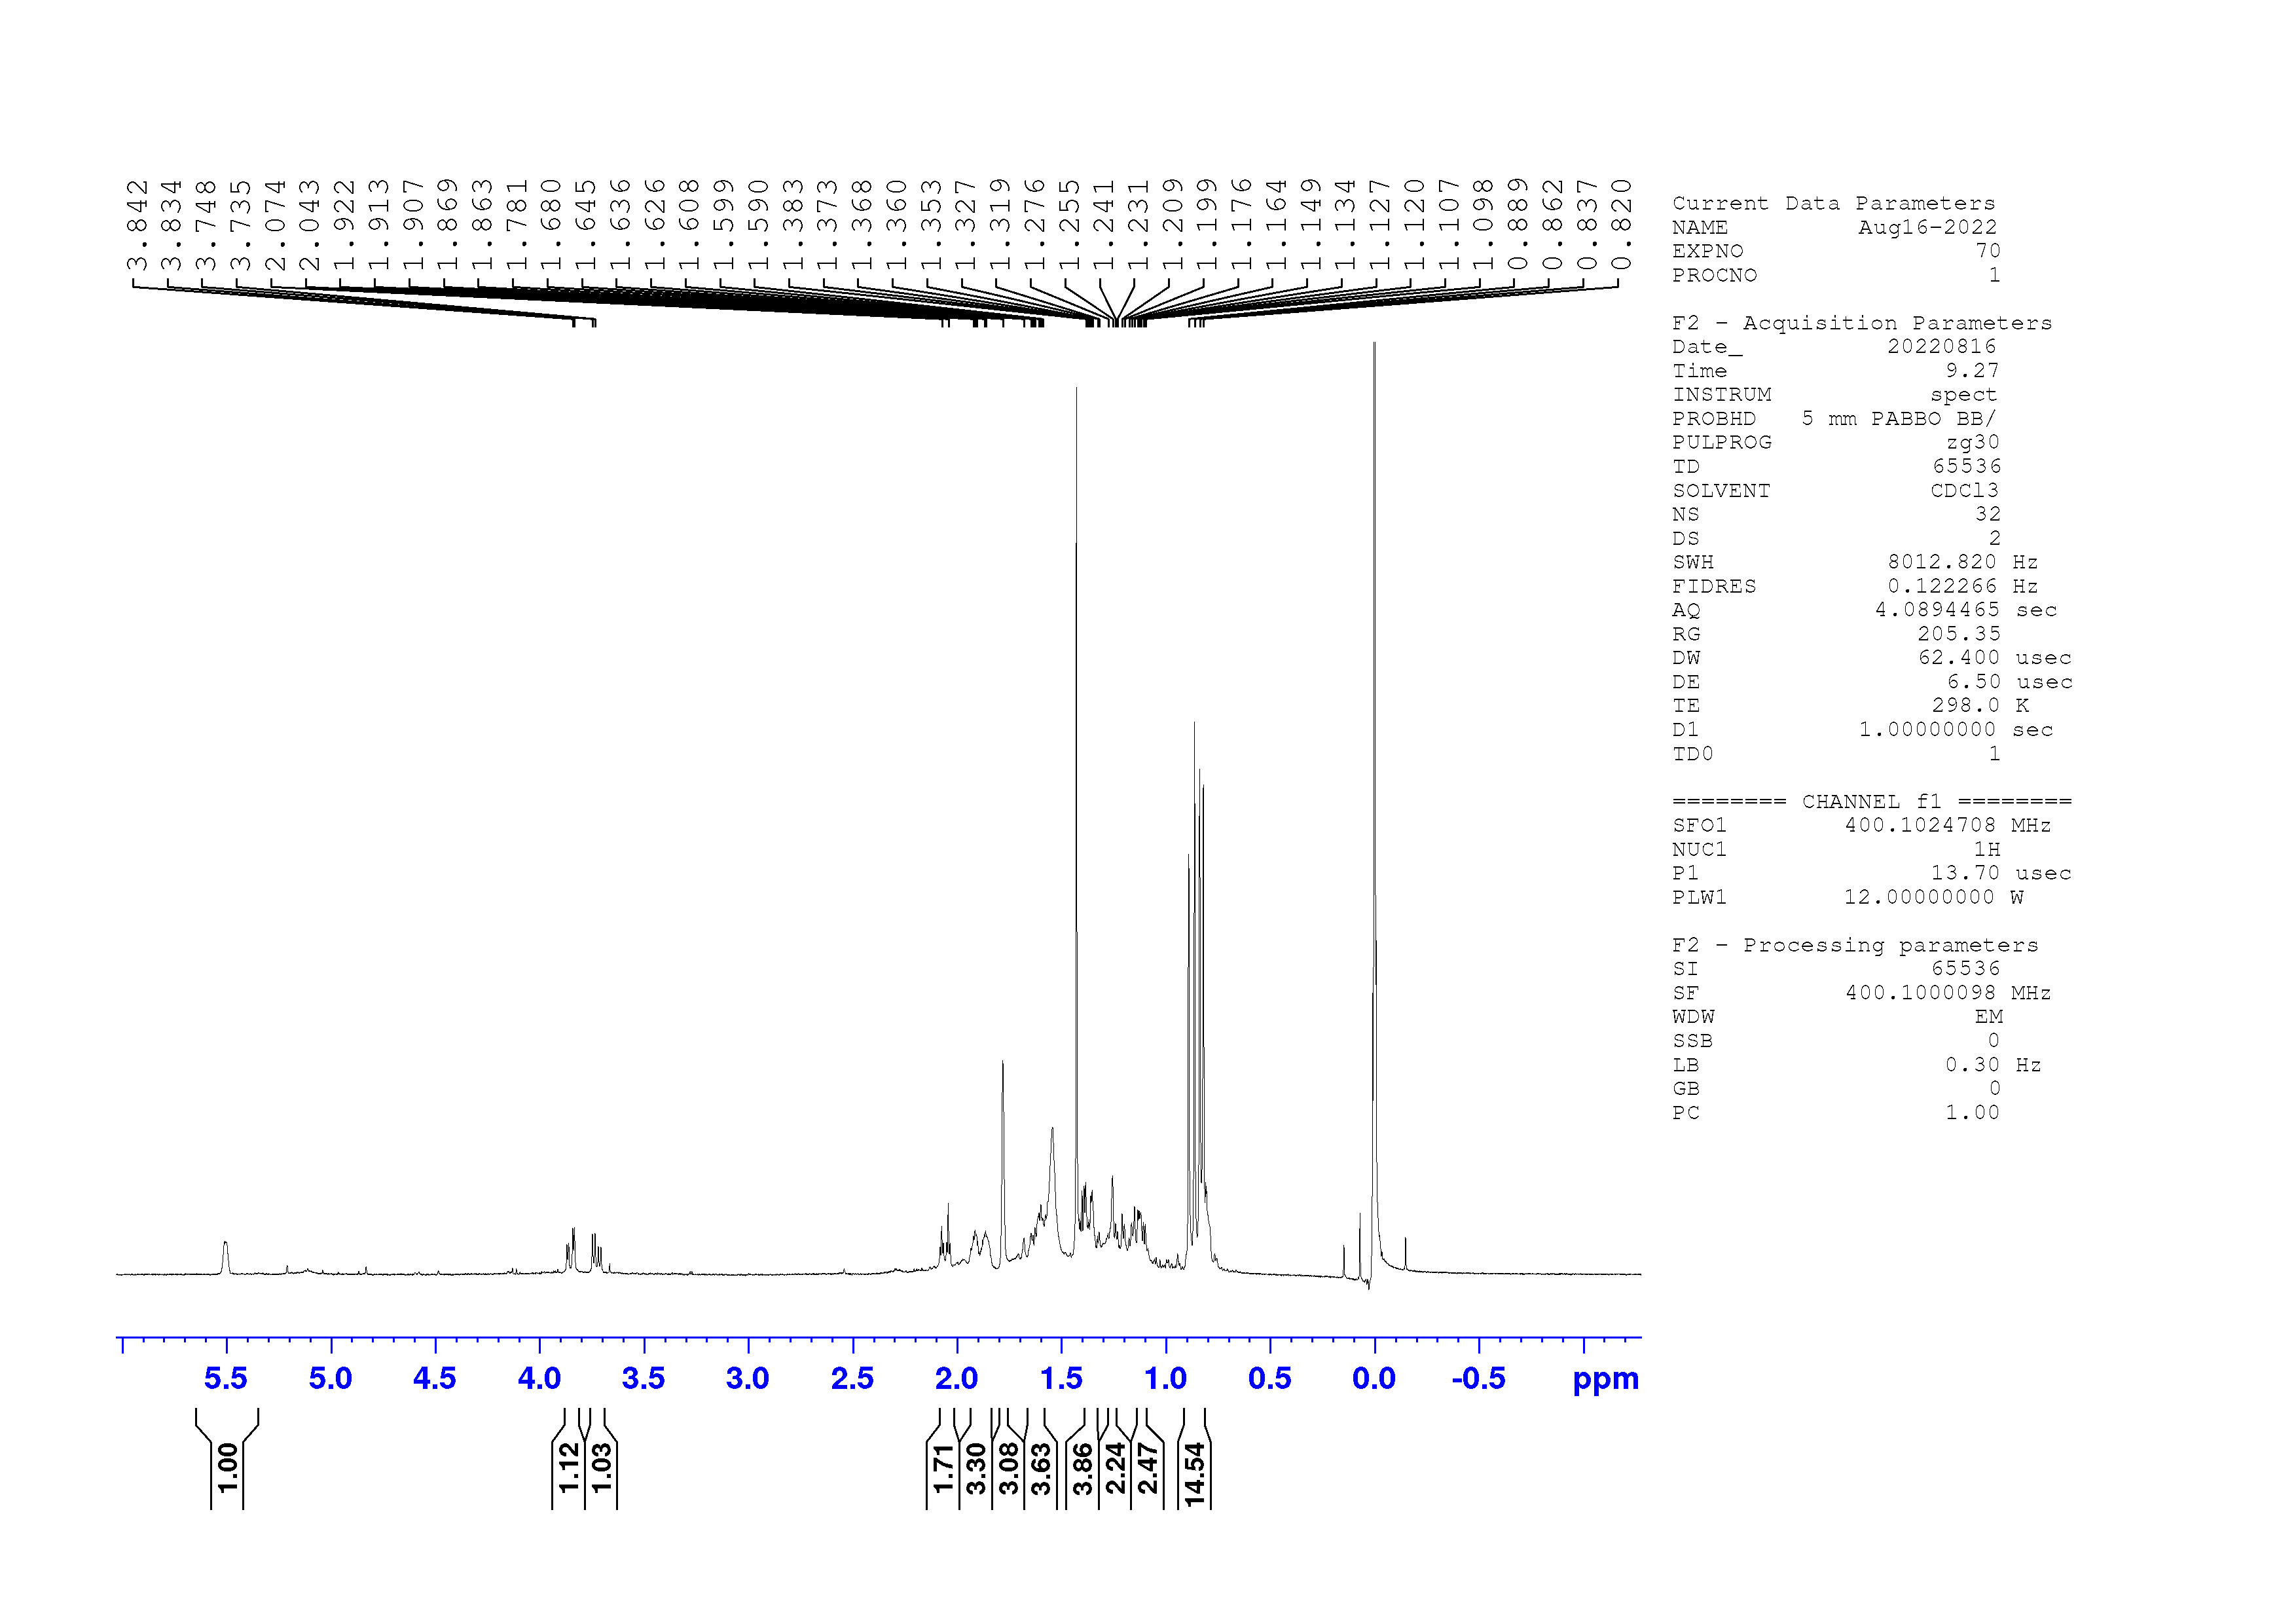 3.842
3.834
3.748
3.735
2.074
2.043
1.922
1.913
1.907
1.869
1.863
1.781
1.680
1.645
1.636
1.626
1.608
1.599
1.590
1.383
1.373
1.368
1.360
1.353
1.327
1.319
1.276
1.255
1.241
1.231
1.209
1.199
1.176
1.164
1.149
1.134
1.127
1.120
1.107
1.098
0.889
0.862
0.837
0.820
Current Data Parameters
NAME Aug16-2022
EXPNO 70
PROCNO 1
F2 - Acquisition Parameters
Date_ 20220816
Time 9.27
INSTRUM spect
PROBHD 5 mm PABBO BB/
PULPROG zg30
TD 65536
SOLVENT CDCl3
NS 32
DS 2
SWH 8012.820 Hz
FIDRES 0.122266 Hz
AQ 4.0894465 sec
RG 205.35
DW 62.400 usec
DE 6.50 usec
TE 298.0 K
D1 1.00000000 sec
TD0 1
======== CHANNEL f1 ========
SFO1 400.1024708 MHz
NUC1 1H
P1 13.70 usec
PLW1 12.00000000 W
F2 - Processing parameters
SI 65536
SF 400.1000098 MHz
WDW EM
SSB 0
LB 0.30 Hz
GB 0
PC 1.00
5.5 5.0 4.5 4.0 3.5 3.0 2.5 2.0 1.5 1.0 0.5 0.0 -0.5 ppm
1.00
1.12
1.03
1.71
3.30
3.08
3.63
3.86
2.24
2.47
14.54